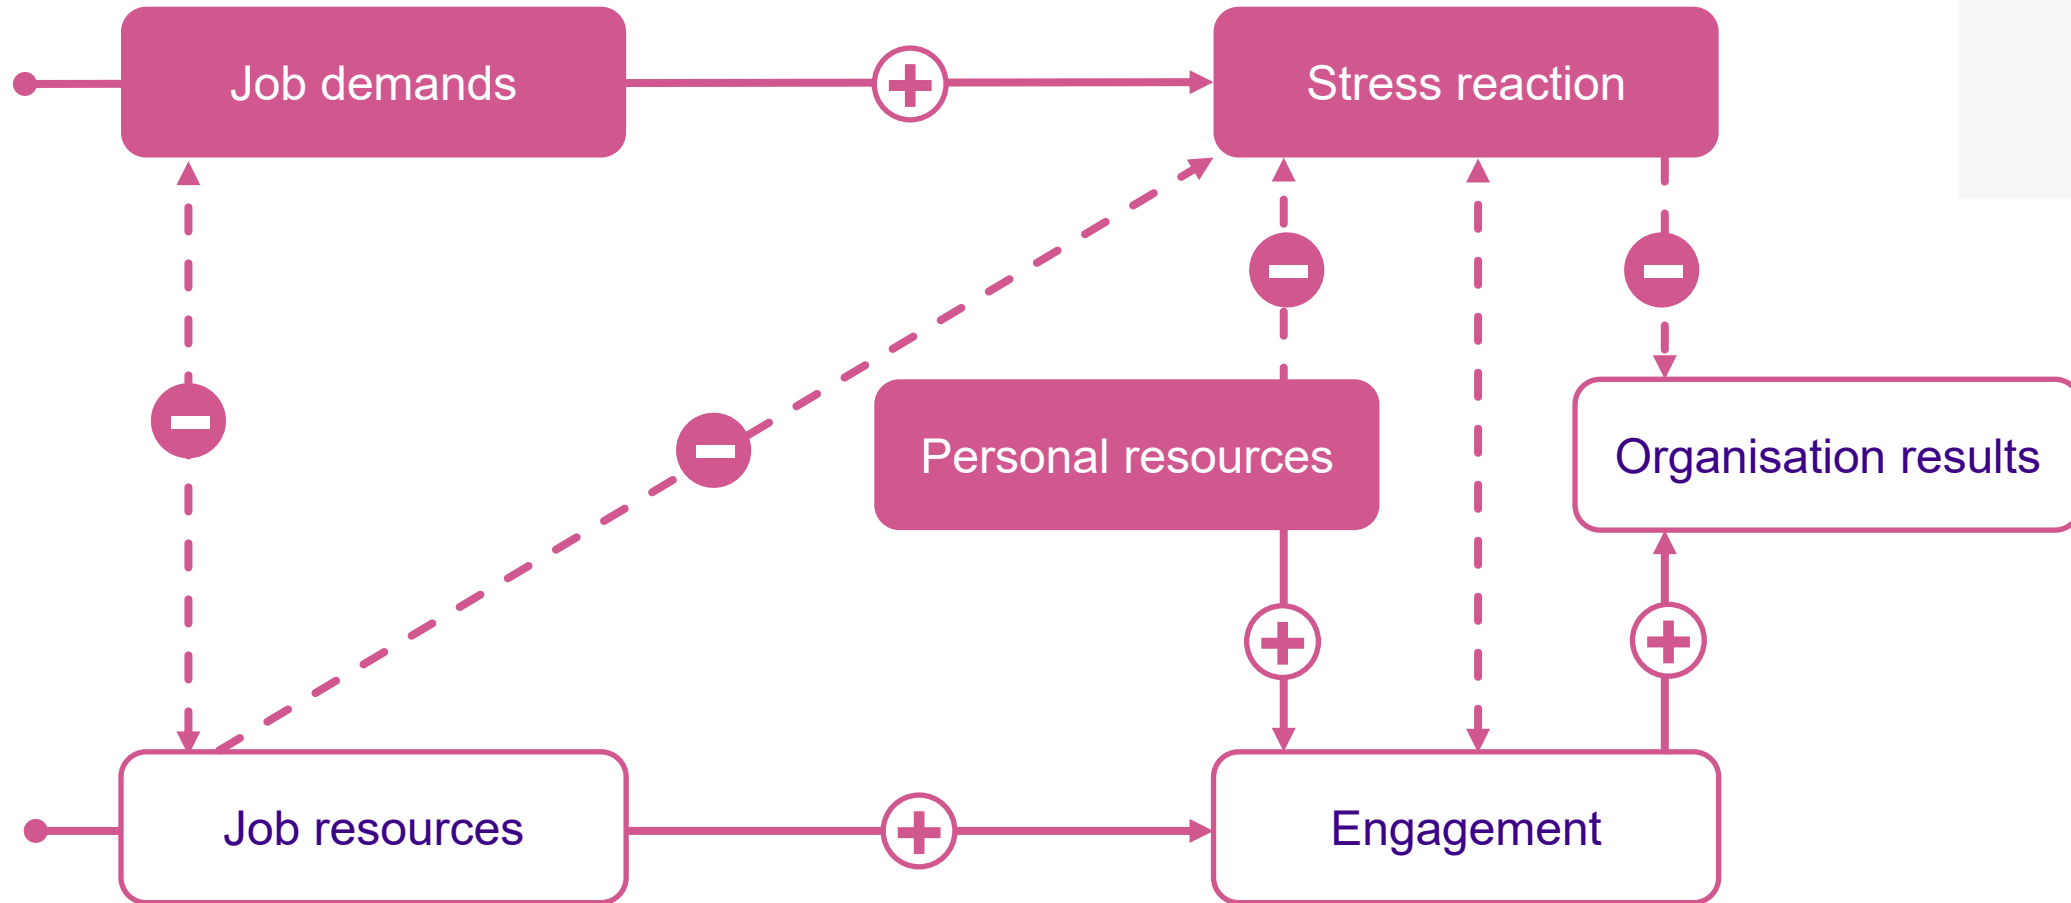 Job demands
Stress reaction
Personal resources
Organisation results
Job resources
Engagement